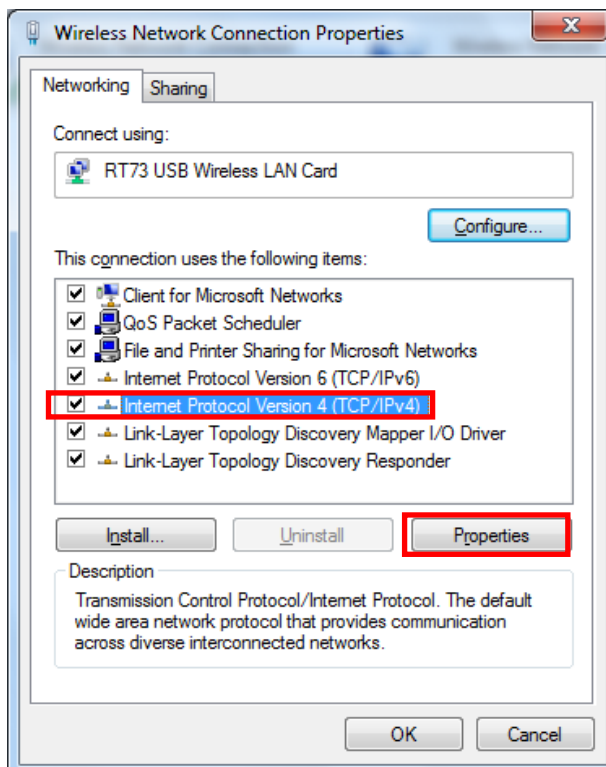 Wireless Network Connection Properties
Networking
Sharing
Connect using:
RT73 USB Wireless LAN Card
Configure...
This connection uses the following items:
Client for Microsoft Networks
QoS Packet Scheduler
File and Printer Sharing for Microsoft Networks
Internet Protocol Version 6 (TCP/IPv6)
Internet Protocol Version 4 (TCP/IPv4)
Link-Layer Topology Discovery Mapper I/O Driver
Link-Layer Topology Discovery Responder
Install...
Uninstall
Properties
Description
Transmission Control Protocol/Internet Protocol. The default
wide area network protocol that provides communication
across diverse interconnected networks.
OK
Cancel